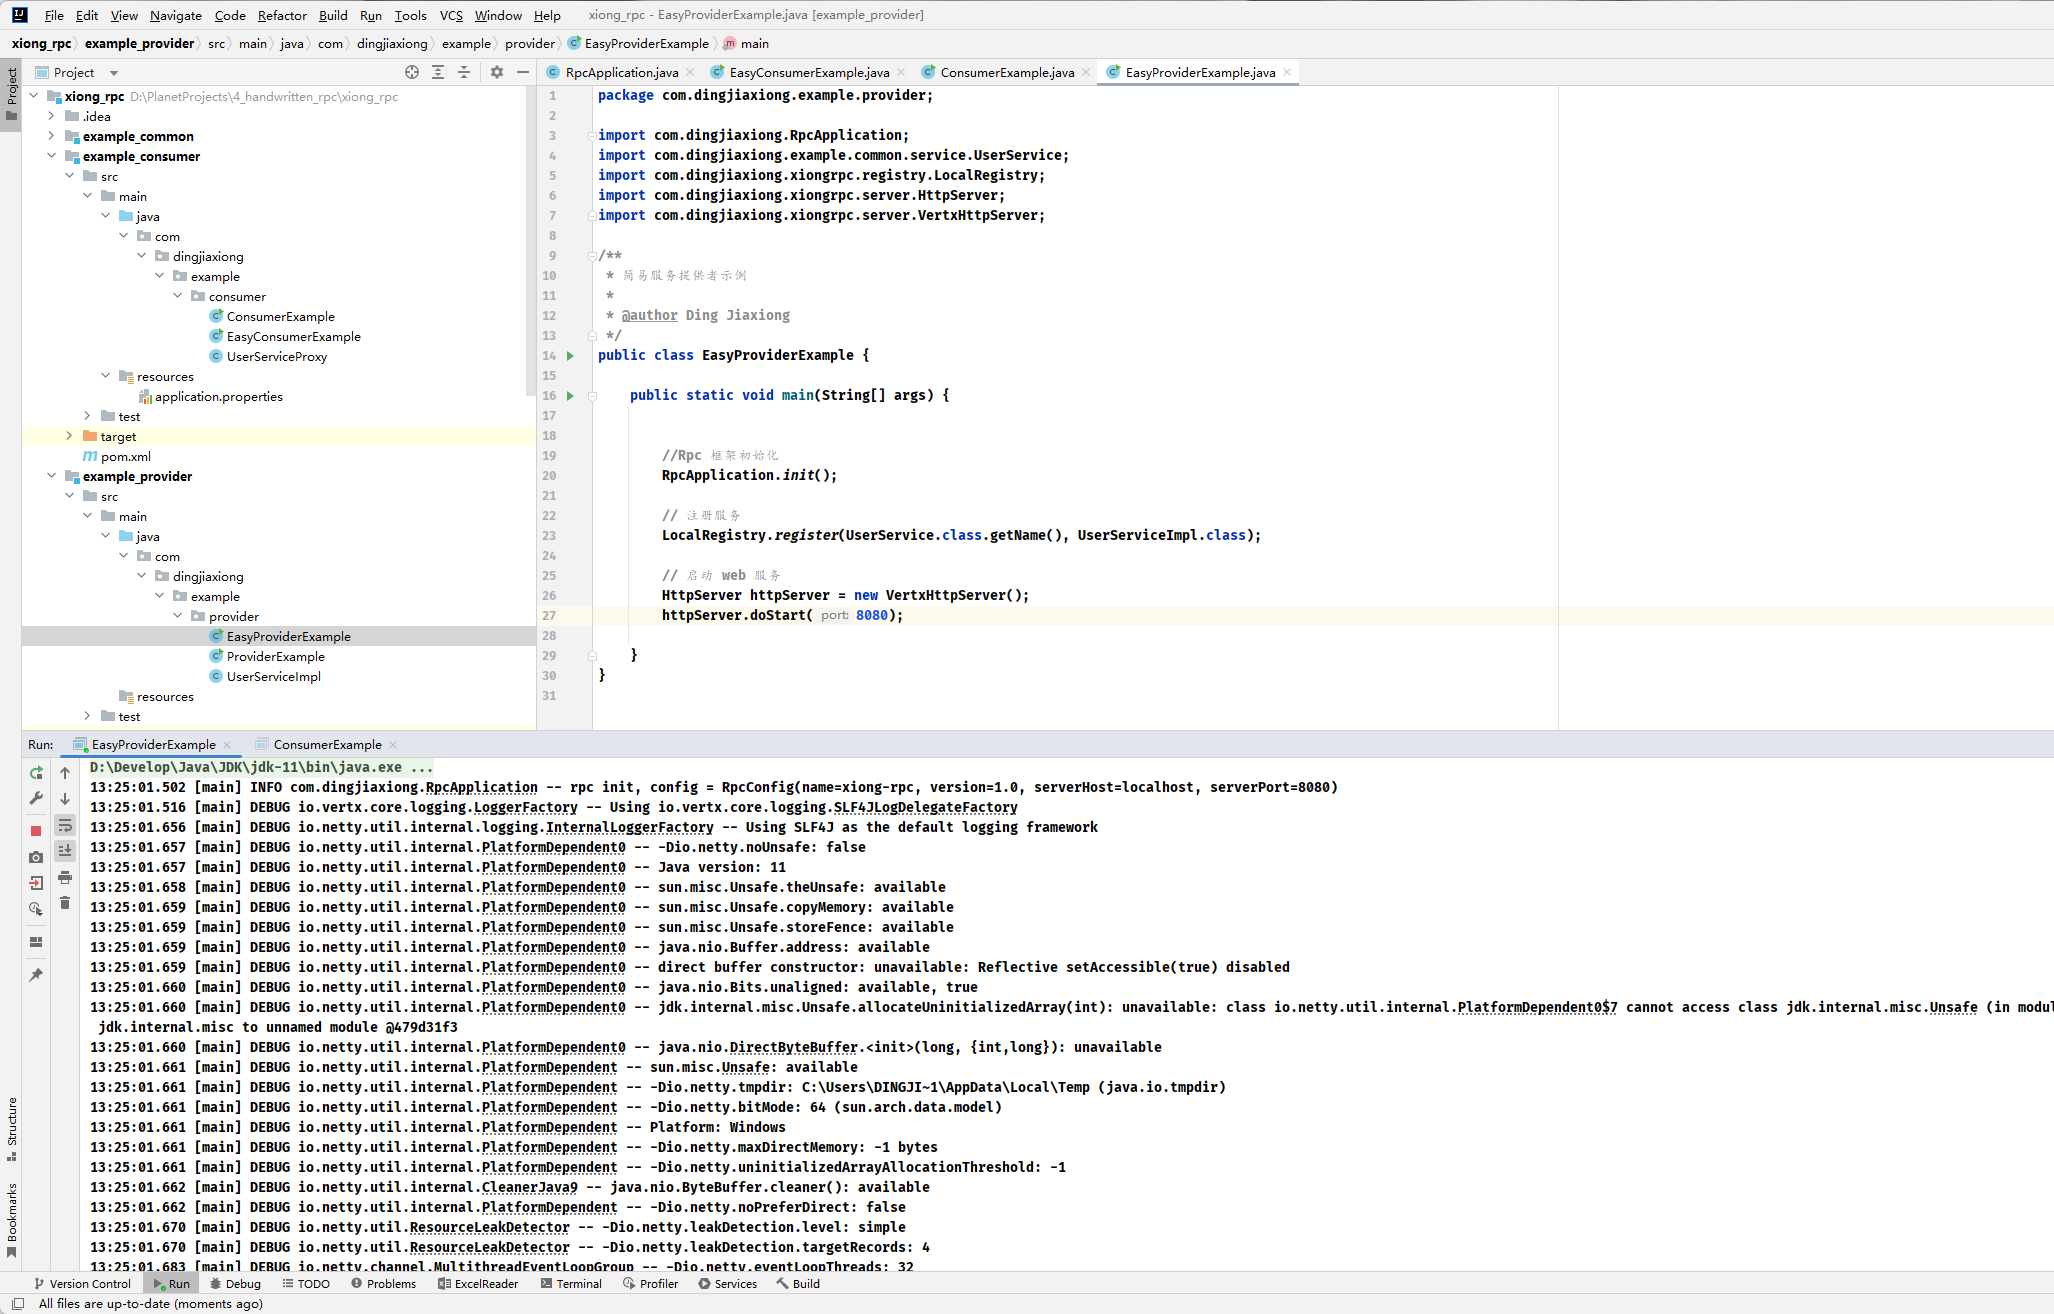 File Edit View Navigate Code Refactor Build Run Tools VCS Window Help xiong_rpc - EasyProviderExample.java [example_provider]
xiong_rpc example_provider src main java com dingjiaxiong example provider EasyProviderExample main
Project
Project
RpcApplication.java EasyConsumerExample.java ConsumerExample.java EasyProviderExample.java
xiong_rpc D:\PlanetProjects\4_handwritten_rpc\xiong_rpc
.idea
example_common
example_consumer
src
main
java
com
dingjiaxiong
example
consumer
ConsumerExample
EasyConsumerExample
UserServiceProxy
resources
application.properties
test
target
pom.xml
example_provider
src
main
java
com
dingjiaxiong
example
provider
EasyProviderExample
ProviderExample
UserServiceImpl
resources
test
1 package com.dingjiaxiong.example.provider;
2
3 import com.dingjiaxiong.RpcApplication;
4 import com.dingjiaxiong.example.common.service.UserService;
5 import com.dingjiaxiong.xiongrpc.registry.LocalRegistry;
6 import com.dingjiaxiong.xiongrpc.server.HttpServer;
7 import com.dingjiaxiong.xiongrpc.server.VertxHttpServer;
8
9 /**
10 * 简易服务提供者示例
11 *
12 * @author Ding Jiaxiong
13 */
14 public class EasyProviderExample {
15
16 public static void main(String[] args) {
17
18
19 //Rpc 框架初始化
20 RpcApplication.init();
21
22 // 注册服务
23 LocalRegistry.register(UserService.class.getName(), UserServiceImpl.class);
24
25 // 启动 web 服务
26 HttpServer httpServer = new VertxHttpServer();
27 httpServer.doStart( port: 8080);
28
29 }
30 }
31
Run: EasyProviderExample ConsumerExample
D:\Develop\Java\JDK\jdk-11\bin\java.exe ...
13:25:01.502 [main] INFO com.dingjiaxiong.RpcApplication -- rpc init, config = RpcConfig(name=xiong-rpc, version=1.0, serverHost=localhost, serverPort=8080)
13:25:01.516 [main] DEBUG io.vertx.core.logging.LoggerFactory -- Using io.vertx.core.logging.SLF4JLogDelegateFactory
13:25:01.656 [main] DEBUG io.netty.util.internal.logging.InternalLoggerFactory -- Using SLF4J as the default logging framework
13:25:01.657 [main] DEBUG io.netty.util.internal.PlatformDependent0 -- -Dio.netty.noUnsafe: false
13:25:01.657 [main] DEBUG io.netty.util.internal.PlatformDependent0 -- Java version: 11
13:25:01.658 [main] DEBUG io.netty.util.internal.PlatformDependent0 -- sun.misc.Unsafe.theUnsafe: available
13:25:01.659 [main] DEBUG io.netty.util.internal.PlatformDependent0 -- sun.misc.Unsafe.copyMemory: available
13:25:01.659 [main] DEBUG io.netty.util.internal.PlatformDependent0 -- sun.misc.Unsafe.storeFence: available
13:25:01.659 [main] DEBUG io.netty.util.internal.PlatformDependent0 -- java.nio.Buffer.address: available
13:25:01.659 [main] DEBUG io.netty.util.internal.PlatformDependent0 -- direct buffer constructor: unavailable: Reflective setAccessible(true) disabled
13:25:01.660 [main] DEBUG io.netty.util.internal.PlatformDependent0 -- java.nio.Bits.unaligned: available, true
13:25:01.660 [main] DEBUG io.netty.util.internal.PlatformDependent0 -- jdk.internal.misc.Unsafe.allocateUninitializedArray(int): unavailable: class io.netty.util.internal.PlatformDependent0$7 cannot access class jdk.internal.misc.Unsafe (in modul
jdk.internal.misc to unnamed module @479d31f3
13:25:01.660 [main] DEBUG io.netty.util.internal.PlatformDependent0 -- java.nio.DirectByteBuffer.<init>(long, {int,long}): unavailable
13:25:01.661 [main] DEBUG io.netty.util.internal.PlatformDependent -- sun.misc.Unsafe: available
13:25:01.661 [main] DEBUG io.netty.util.internal.PlatformDependent -- -Dio.netty.tmpdir: C:\Users\DINGJI~1\AppData\Local\Temp (java.io.tmpdir)
13:25:01.661 [main] DEBUG io.netty.util.internal.PlatformDependent -- -Dio.netty.bitMode: 64 (sun.arch.data.model)
13:25:01.661 [main] DEBUG io.netty.util.internal.PlatformDependent -- Platform: Windows
13:25:01.661 [main] DEBUG io.netty.util.internal.PlatformDependent -- -Dio.netty.maxDirectMemory: -1 bytes
13:25:01.661 [main] DEBUG io.netty.util.internal.PlatformDependent -- -Dio.netty.uninitializedArrayAllocationThreshold: -1
13:25:01.662 [main] DEBUG io.netty.util.internal.CleanerJava9 -- java.nio.ByteBuffer.cleaner(): available
13:25:01.662 [main] DEBUG io.netty.util.internal.PlatformDependent -- -Dio.netty.noPreferDirect: false
13:25:01.670 [main] DEBUG io.netty.util.ResourceLeakDetector -- -Dio.netty.leakDetection.level: simple
13:25:01.670 [main] DEBUG io.netty.util.ResourceLeakDetector -- -Dio.netty.leakDetection.targetRecords: 4
13:25:01.683 [main] DEBUG io.netty.channel.MultithreadEventLoopGroup -- -Dio.netty.eventLoopThreads: 32
Structure
Bookmarks
Version Control Run Debug TODO Problems ExcelReader Terminal Profiler Services Build
All files are up-to-date (moments ago)